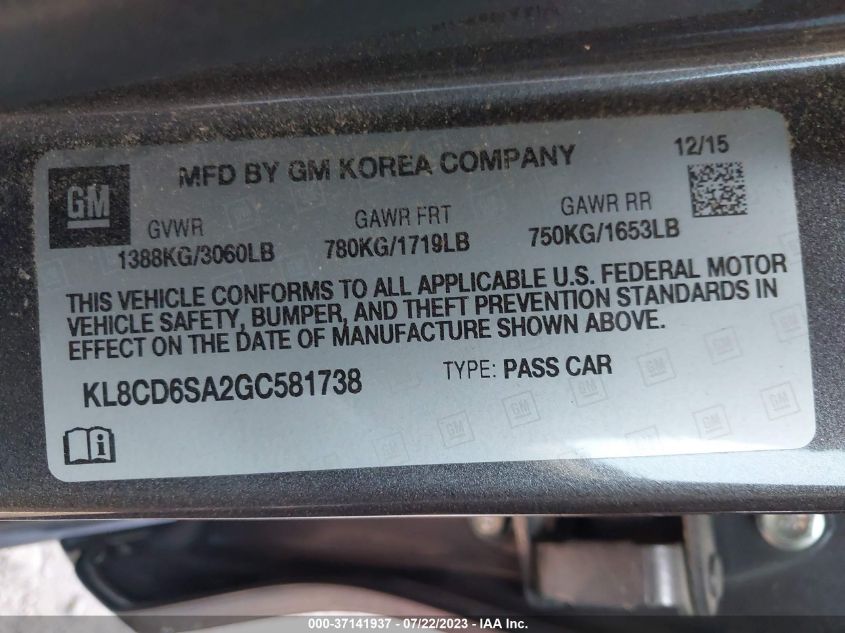 GM
MFD BY GM KOREA COMPANY
12/15
GVWR
GAWR FRT
GAWR RR
1388KG/3060LB
780KG/1719LB
750KG/1653LB
THIS VEHICLE CONFORMS TO ALL APPLICABLE U.S. FEDERAL MOTOR
VEHICLE SAFETY, BUMPER, AND THEFT PREVENTION STANDARDS IN
EFFECT ON THE DATE OF MANUFACTURE SHOWN ABOVE.
KL8CD6SA2GC581738
TYPE: PASS CAR
000-37141937 - 07/22/2023 - IAA Inc.